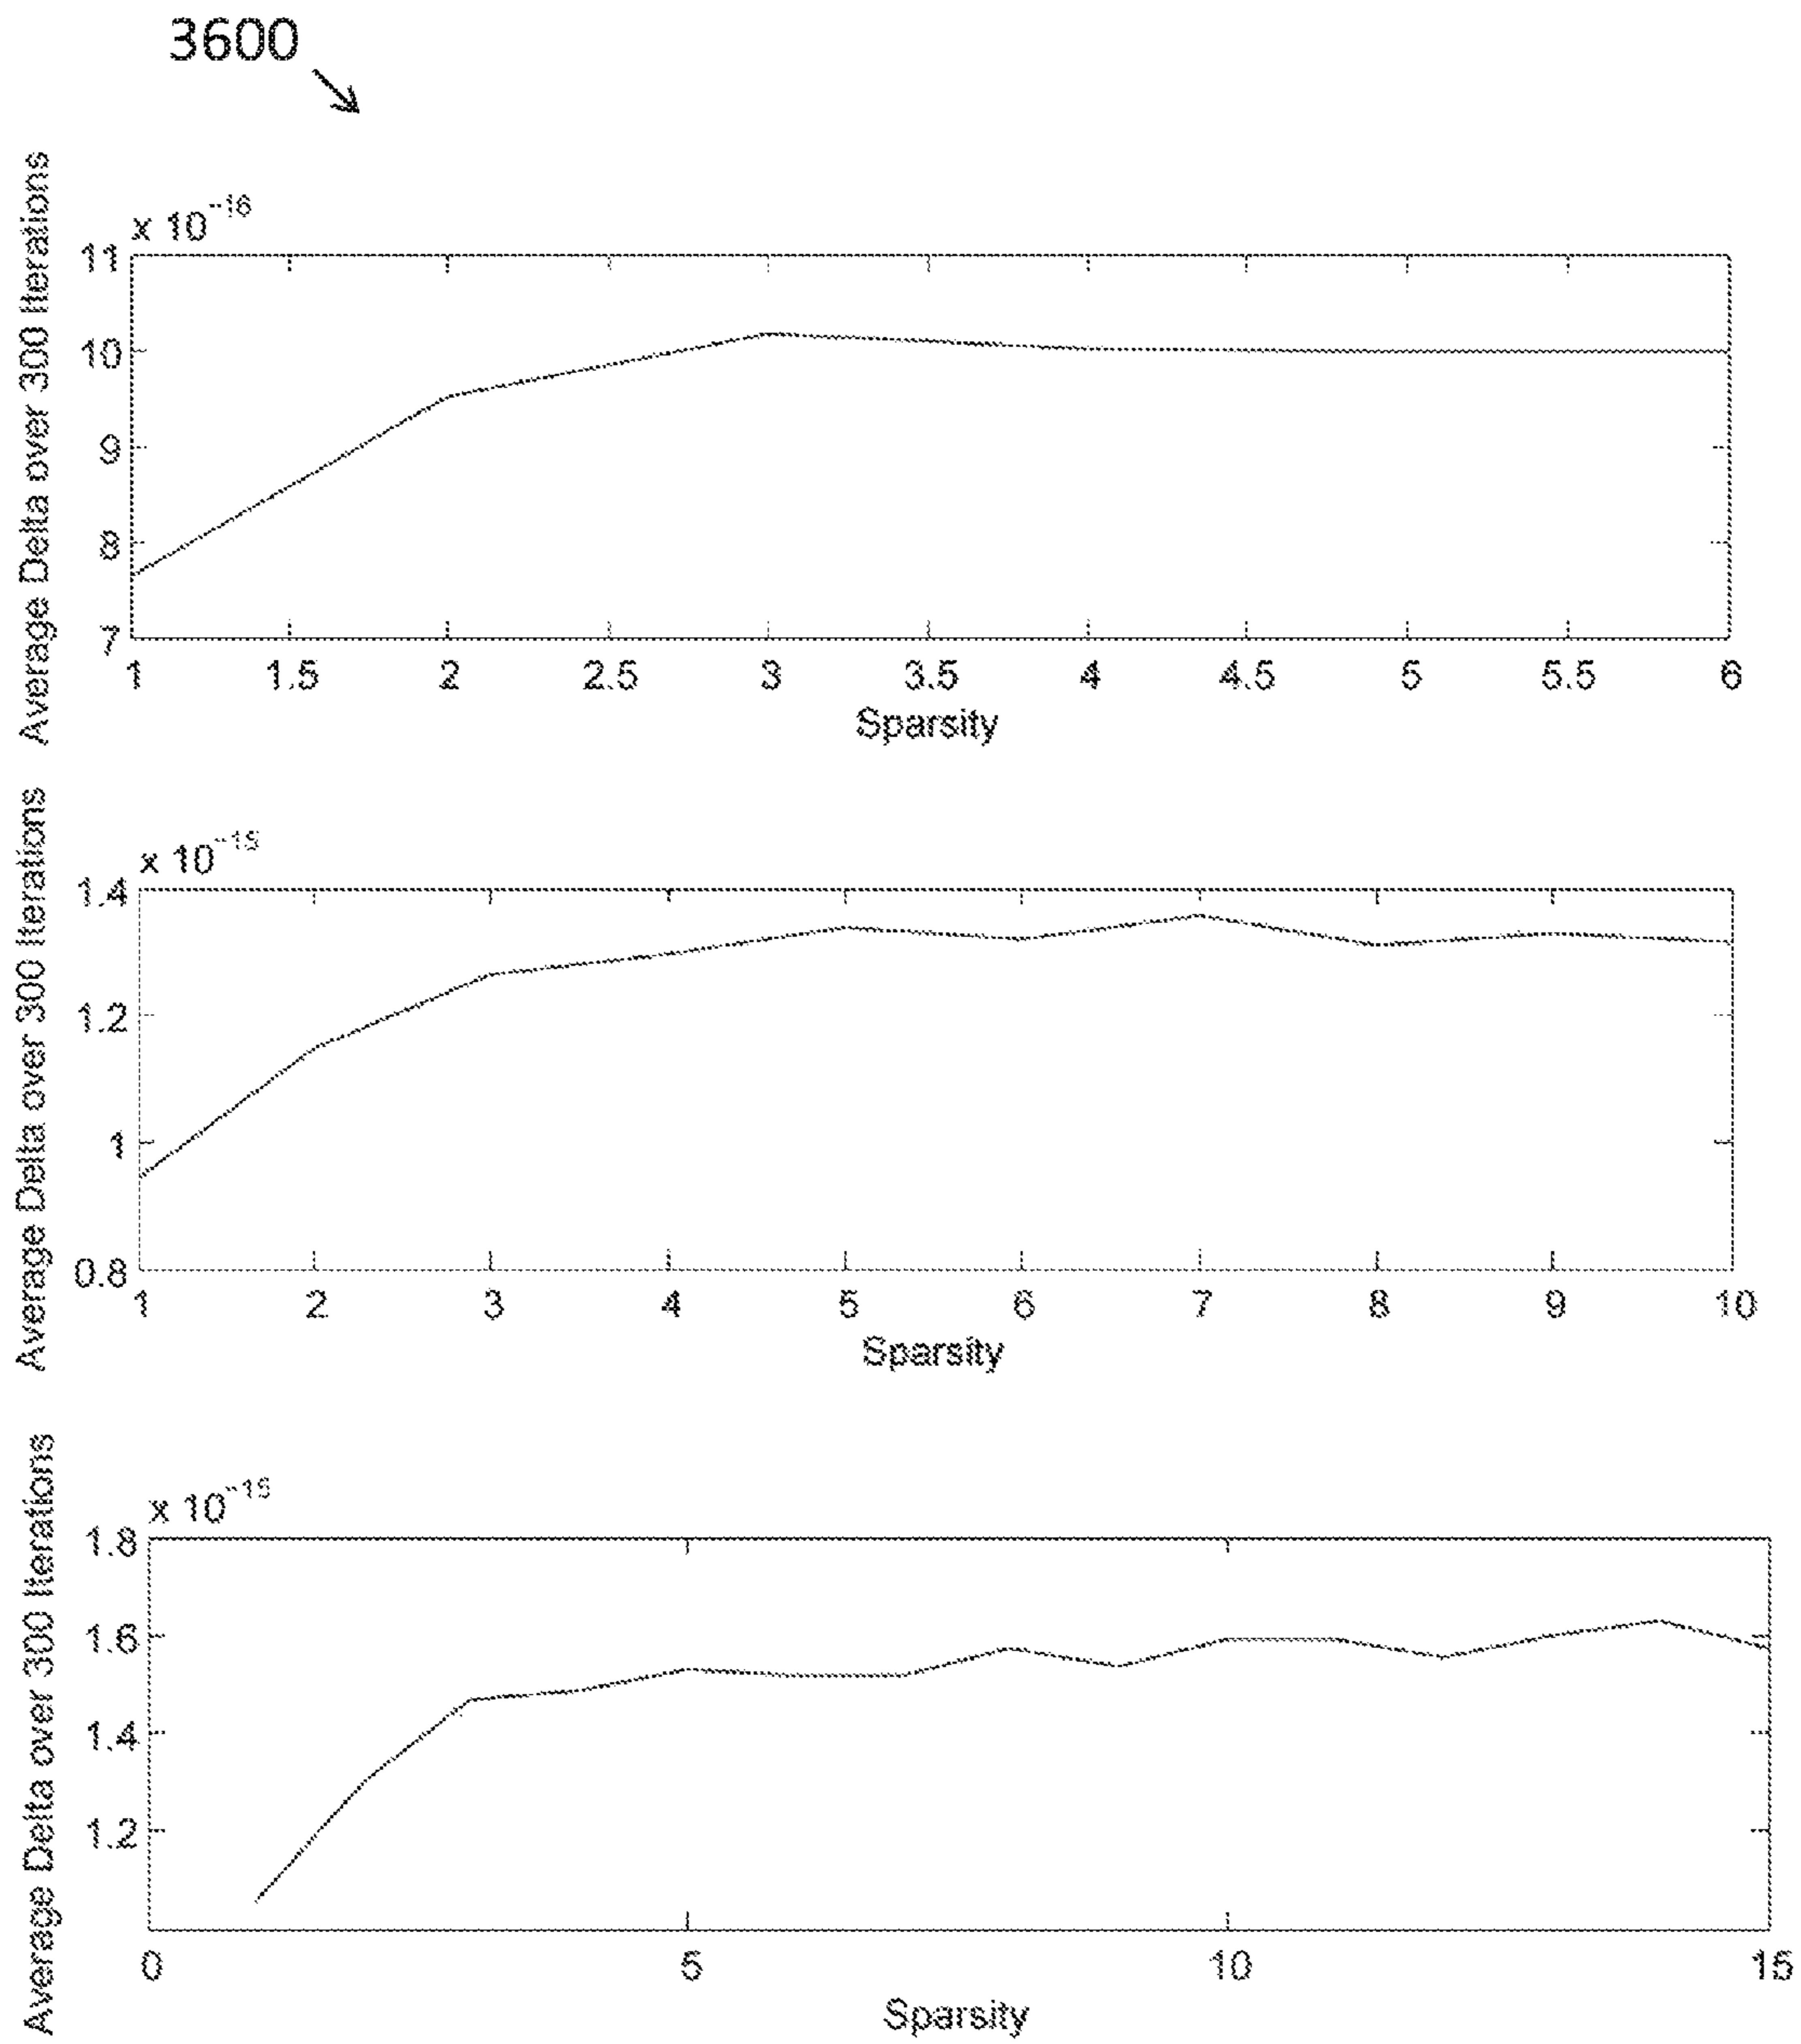 3600
Average Delta over 300 Iterations
x 10^-16
11
10
9
8
7
1 1.5 2 2.5 3 3.5 4 4.5 5 5.5 6
Sparsity
Average Delta over 300 Iterations
x 10^-15
1.4
1.2
1
0.8
1 2 3 4 5 6 7 8 9 10
Sparsity
Average Delta over 300 Iterations
x 10^-15
1.8
1.6
1.4
1.2
0 5 10 15
Sparsity